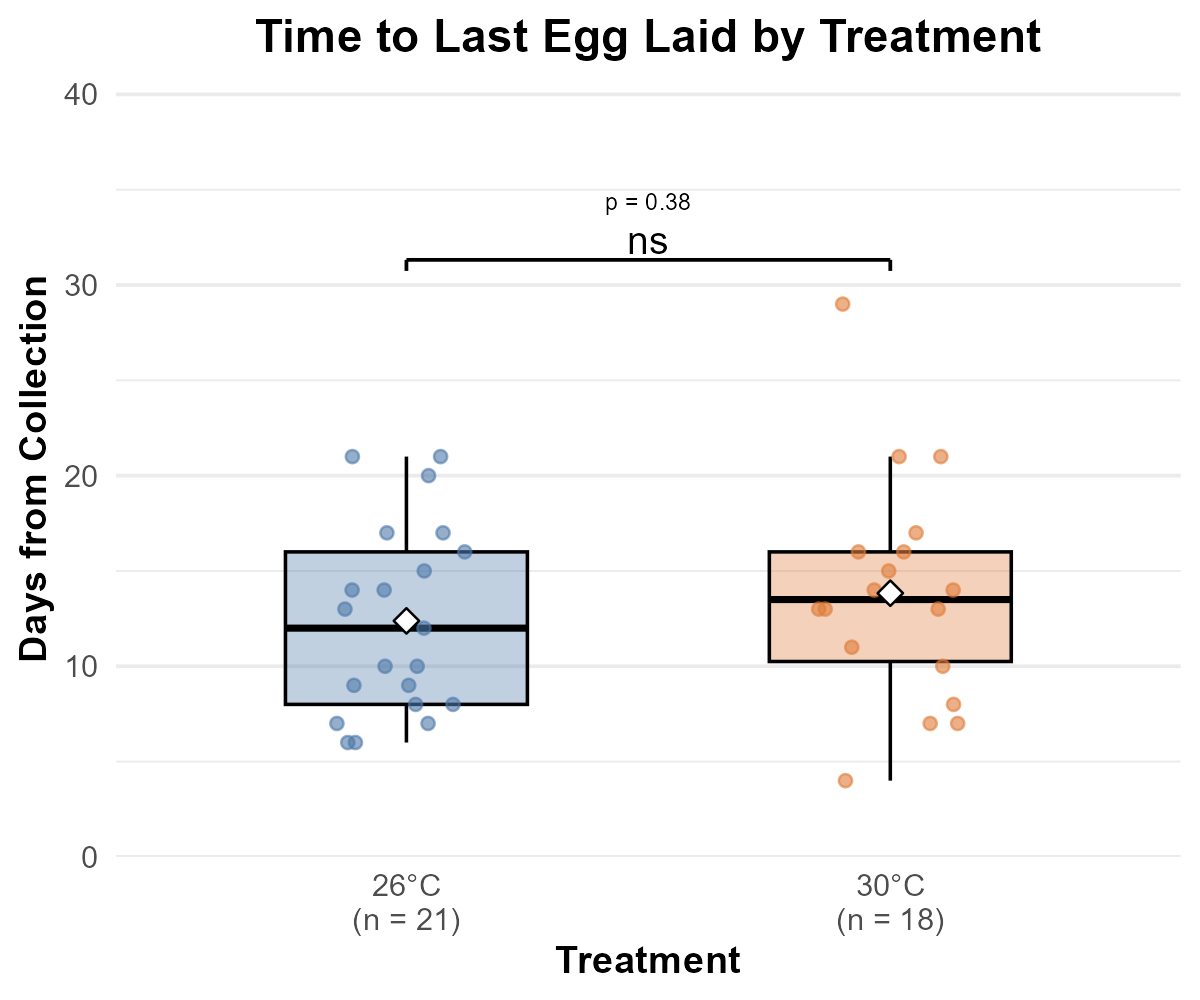 Time to Last Egg Laid by Treatment
40
30
20
10
0
Days from Collection
p = 0.38
ns
26°C
(n = 21)
30°C
(n = 18)
Treatment